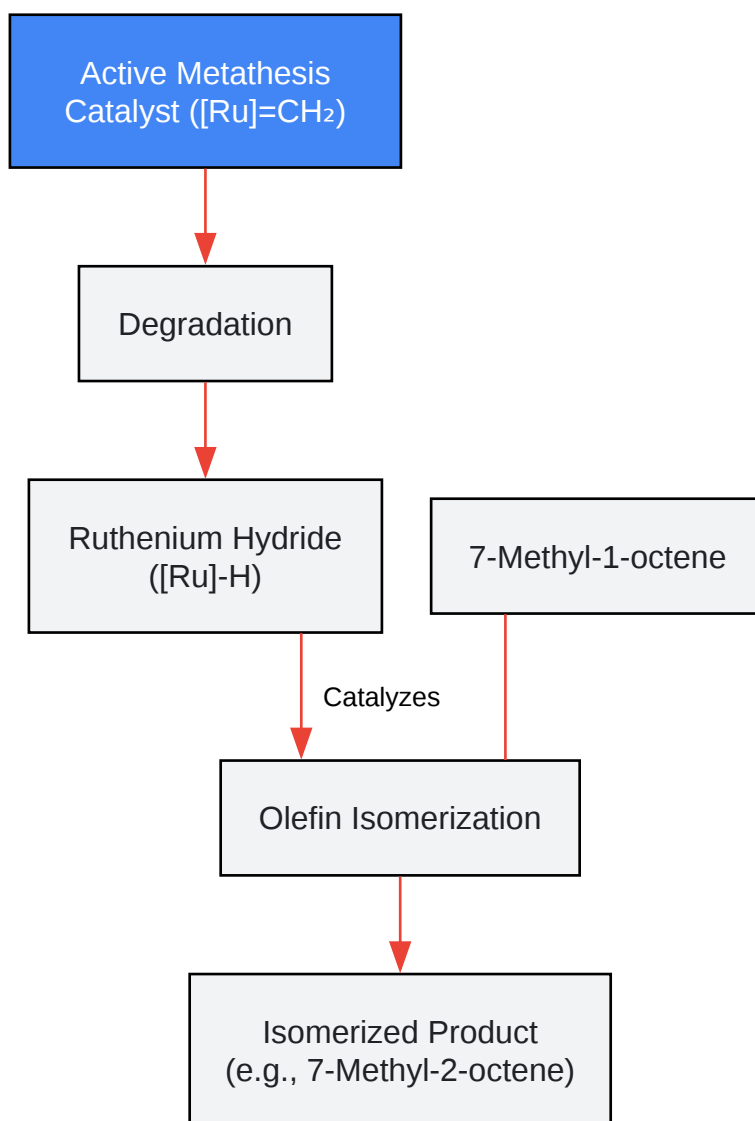 Active Metathesis
Catalyst ([Ru]=CH₂)
Degradation
Ruthenium Hydride
([Ru]-H)
7-Methyl-1-octene
Catalyzes
Olefin Isomerization
Isomerized Product
(e.g., 7-Methyl-2-octene)